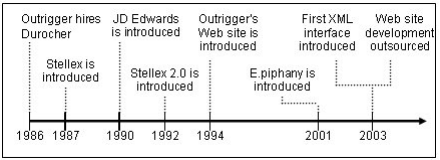 Outrigger hires
Durocher
JD Edwards
is introduced
Outrigger's
Web site is
introduced
First XML
interface
introduced
Web site
development
outsourced
Stellex is
introduced
Stellex 2.0 is
introduced
E.piphany is
introduced
1986 1987 1990 1992 1994 2001 2003